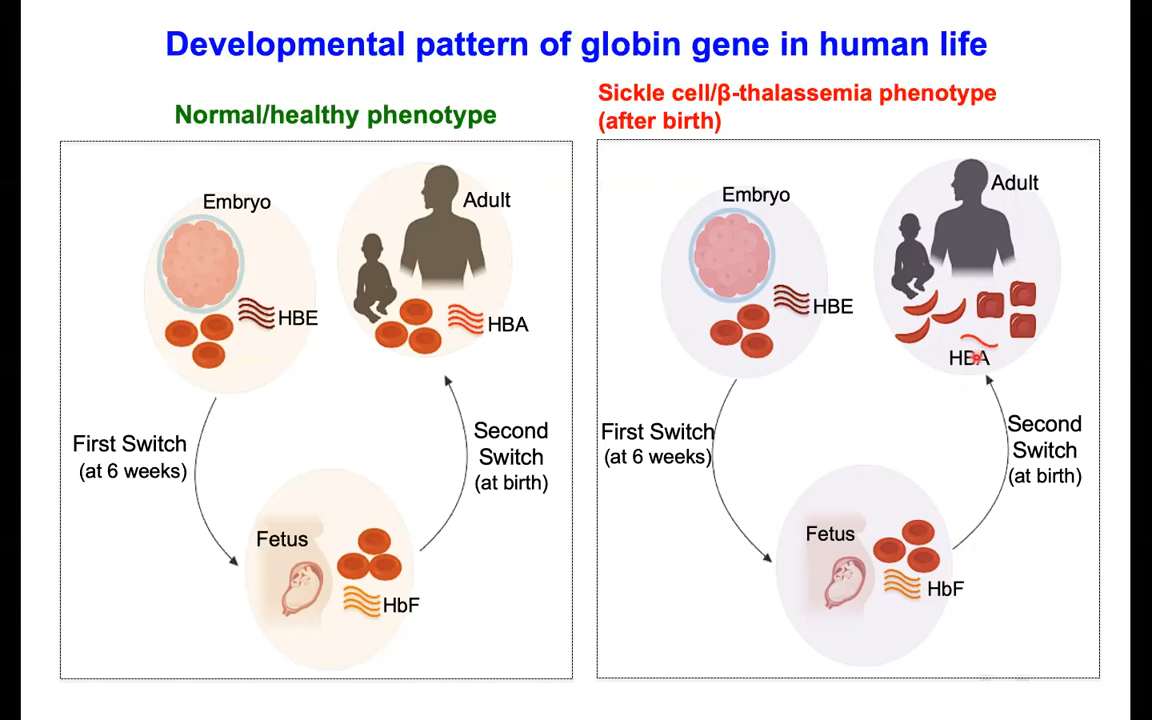 Developmental pattern of globin gene in human life
Normal/healthy phenotype
Embryo
Adult
HBE
HBA
First Switch
(at 6 weeks)
Second
Switch
(at birth)
Fetus
HbF
Sickle cell/β-thalassemia phenotype
(after birth)
Embryo
Adult
HBE
HBA
First Switch
(at 6 weeks)
Second
Switch
(at birth)
Fetus
HbF